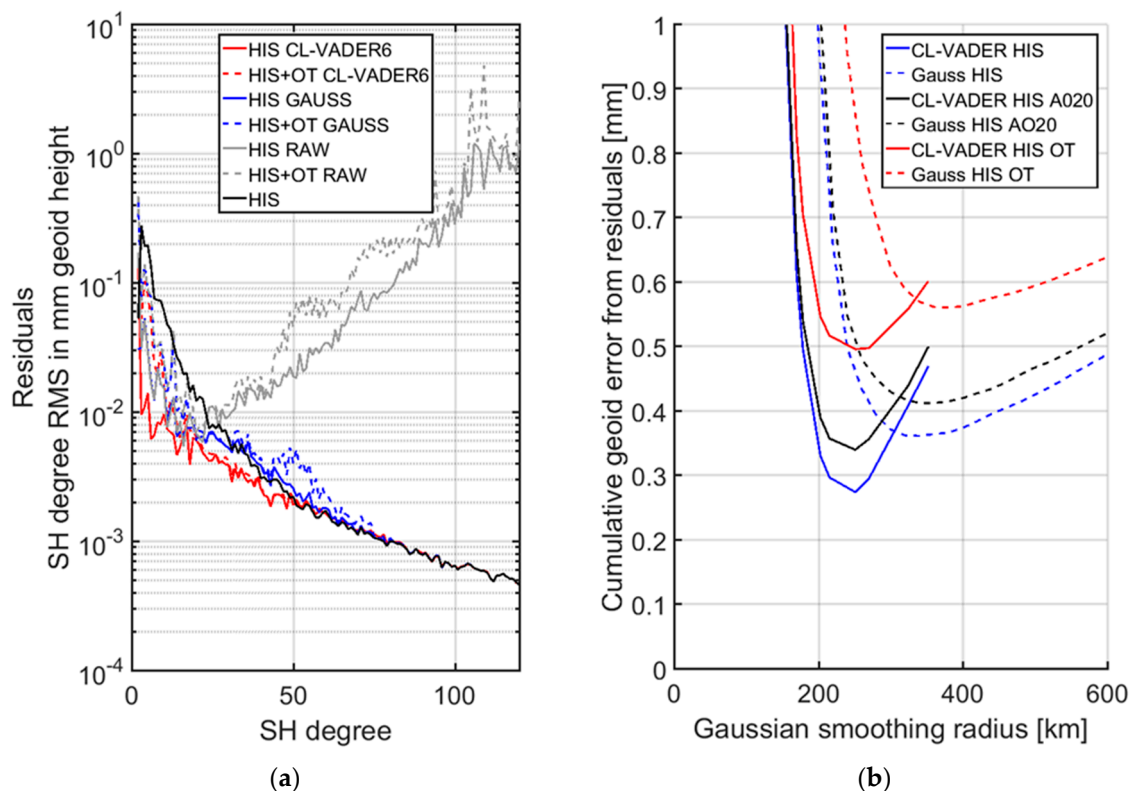 Residuals
SH degree RMS in mm geoid height
10^1
10^0
10^-1
10^-2
10^-3
10^-4
HIS CL-VADER6
HIS+OT CL-VADER6
HIS GAUSS
HIS+OT GAUSS
HIS RAW
HIS+OT RAW
HIS
0
50
100
SH degree
(a)
Cumulative geoid error from residuals [mm]
1
0.9
0.8
0.7
0.6
0.5
0.4
0.3
0.2
0.1
0
CL-VADER HIS
Gauss HIS
CL-VADER HIS A020
Gauss HIS AO20
CL-VADER HIS OT
Gauss HIS OT
0
200
400
600
Gaussian smoothing radius [km]
(b)